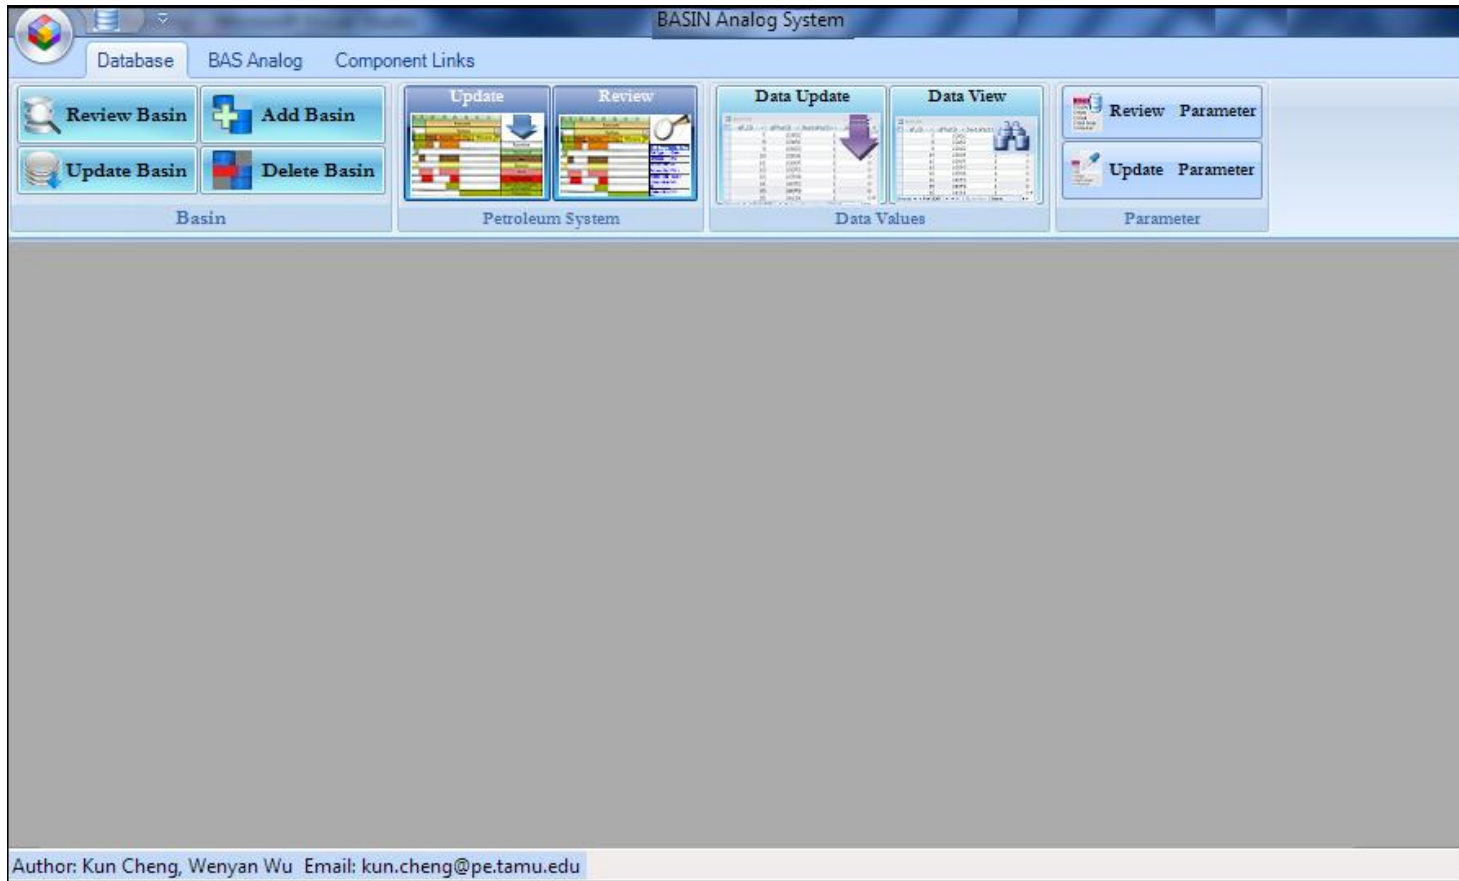 BASIN Analog System
Database BAS Analog Component Links
Review Basin Add Basin
Update Basin Delete Basin
Basin
Update Review
Petroleum System
Data Update Data View
Data Values
Review Parameter
Update Parameter
Parameter
Author: Kun Cheng, Wenyan Wu Email: kun.cheng@pe.tamu.edu